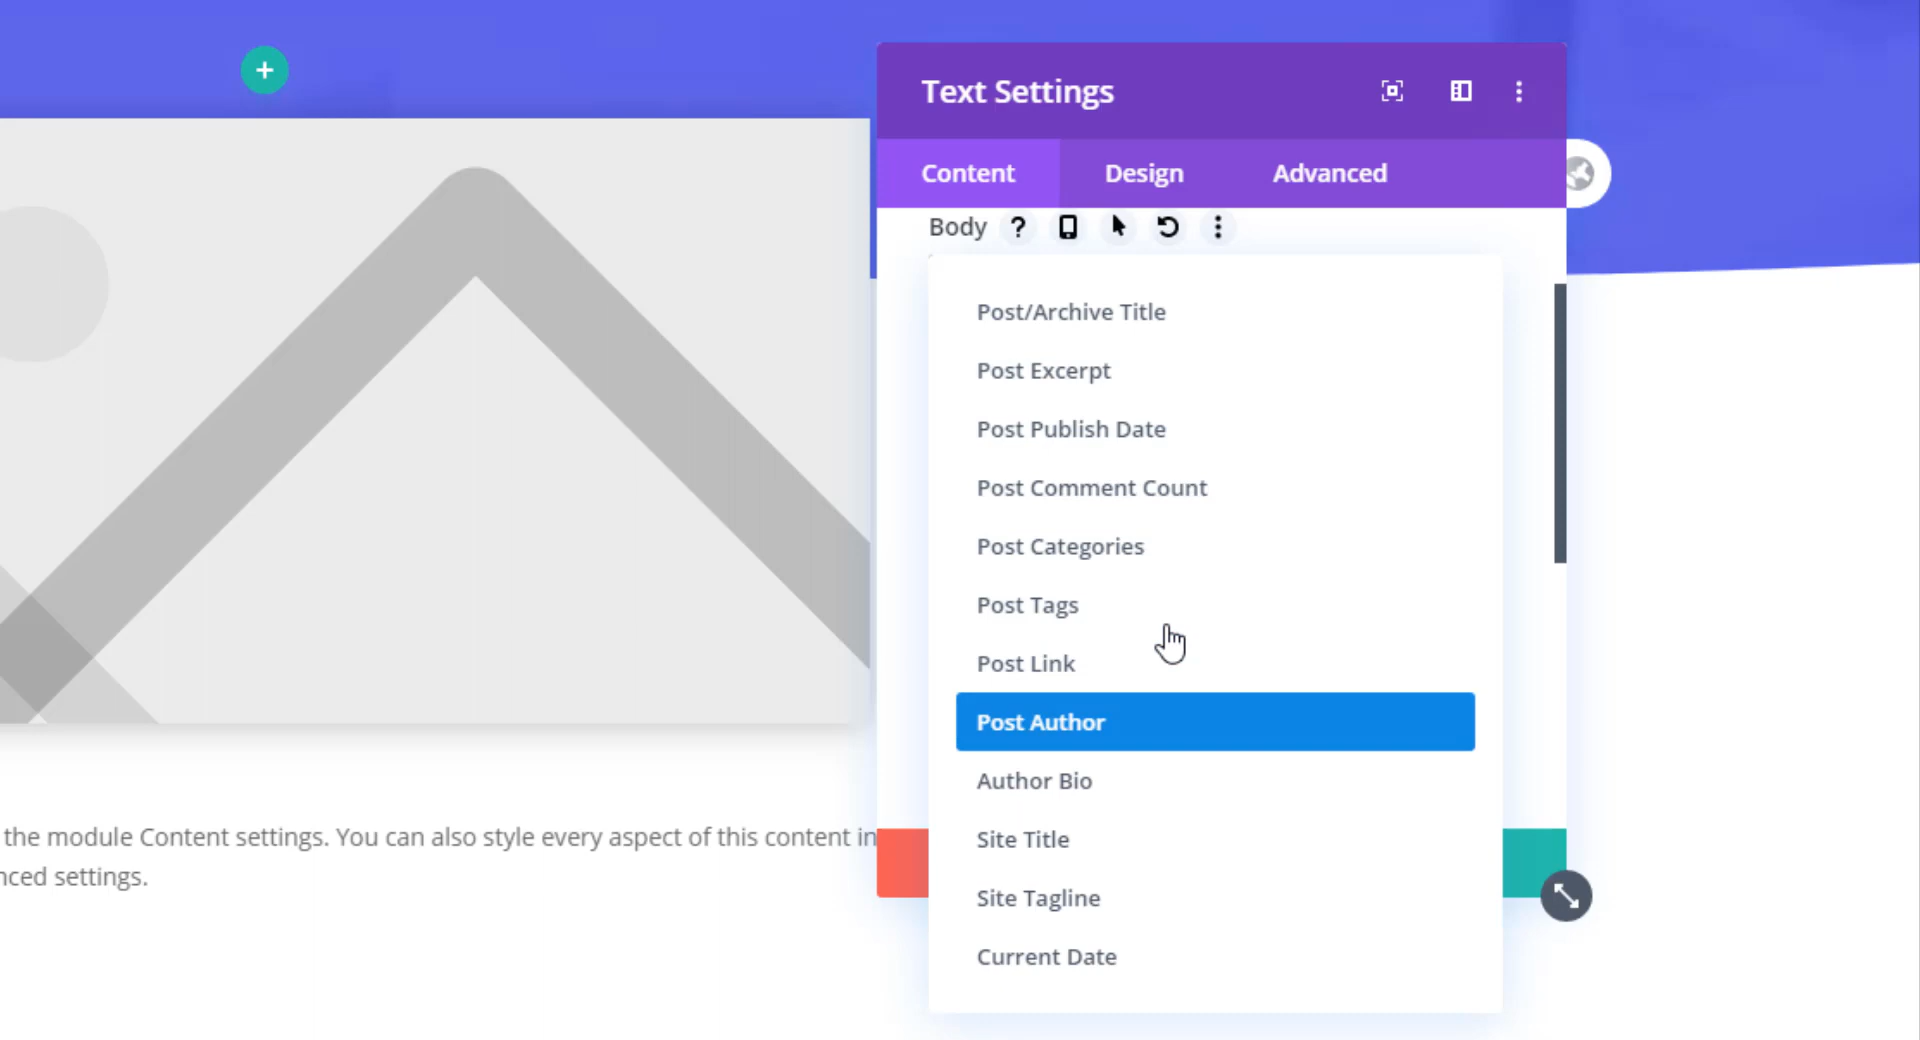 Text Settings
Content Design Advanced
Body ?
Post/Archive Title
Post Excerpt
Post Publish Date
Post Comment Count
Post Categories
Post Tags
Post Link
Post Author
Author Bio
Site Title
Site Tagline
Current Date
the module Content settings. You can also style every aspect of this content in
nced settings.